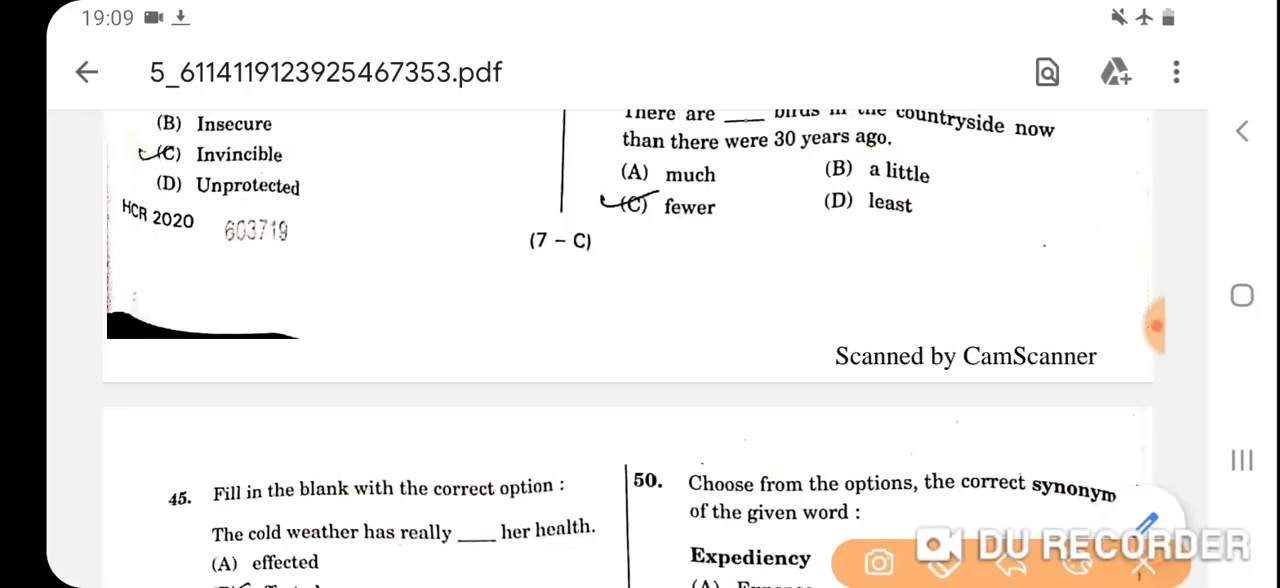 19:09
5_6114119123925467353.pdf
(B) Insecure
(C) Invincible
(D) Unprotected
HCR 2020 603719
There are ____ birds in the countryside now
than there were 30 years ago.
(A) much (B) a little
(C) fewer (D) least
(7 – C)
Scanned by CamScanner
45. Fill in the blank with the correct option :
The cold weather has really ____ her health.
(A) effected
50. Choose from the options, the correct synonym
of the given word :
Expediency
(A)
DU RECORDER